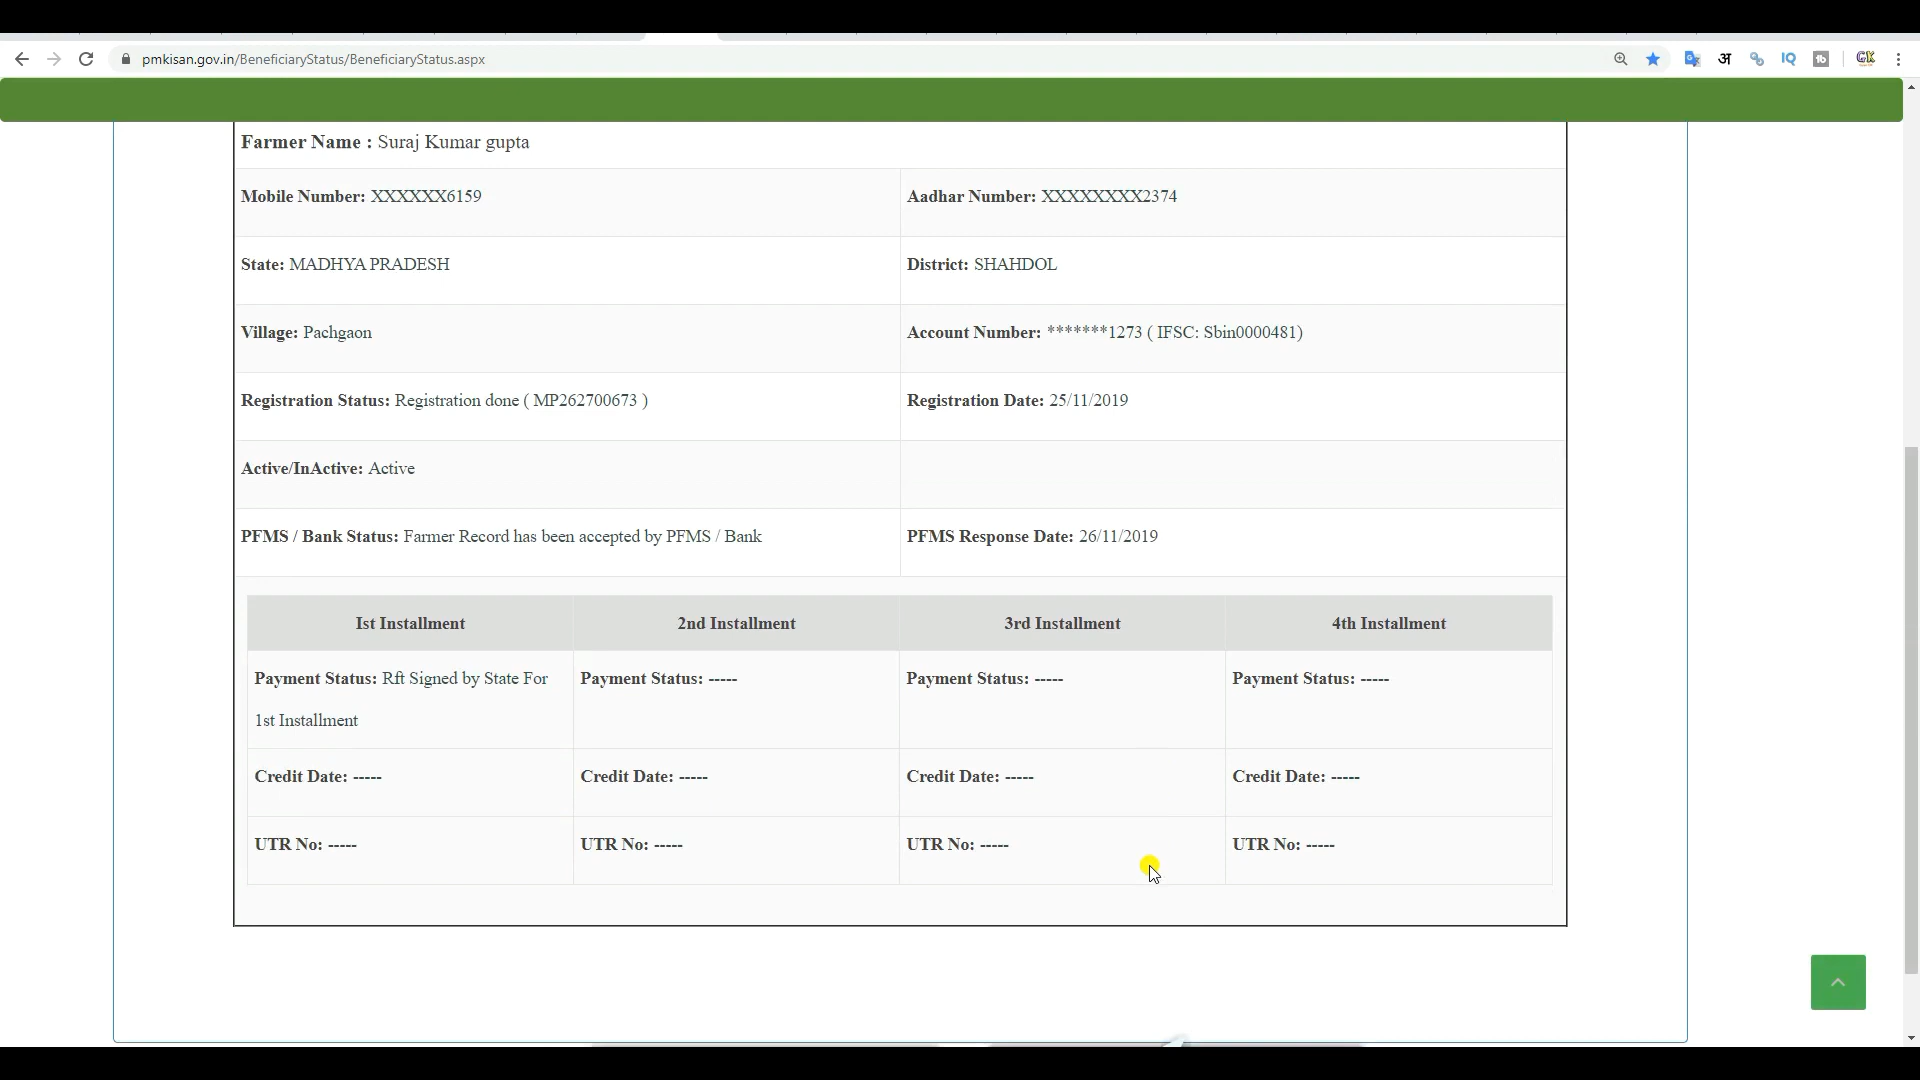 pmkisan.gov.in/BeneficiaryStatus/BeneficiaryStatus.aspx
अ
IQ
GK
Farmer Name : Suraj Kumar gupta
Mobile Number: XXXXXX6159
Aadhar Number: XXXXXXXX2374
State: MADHYA PRADESH
District: SHAHDOL
Village: Pachgaon
Account Number: *******1273 ( IFSC: Sbin0000481)
Registration Status: Registration done ( MP262700673 )
Registration Date: 25/11/2019
Active/InActive: Active
PFMS / Bank Status: Farmer Record has been accepted by PFMS / Bank
PFMS Response Date: 26/11/2019
Ist Installment
2nd Installment
3rd Installment
4th Installment
Payment Status: Rft Signed by State For
1st Installment
Payment Status: -----
Payment Status: -----
Payment Status: -----
Credit Date: -----
Credit Date: -----
Credit Date: -----
Credit Date: -----
UTR No: -----
UTR No: -----
UTR No: -----
UTR No: -----